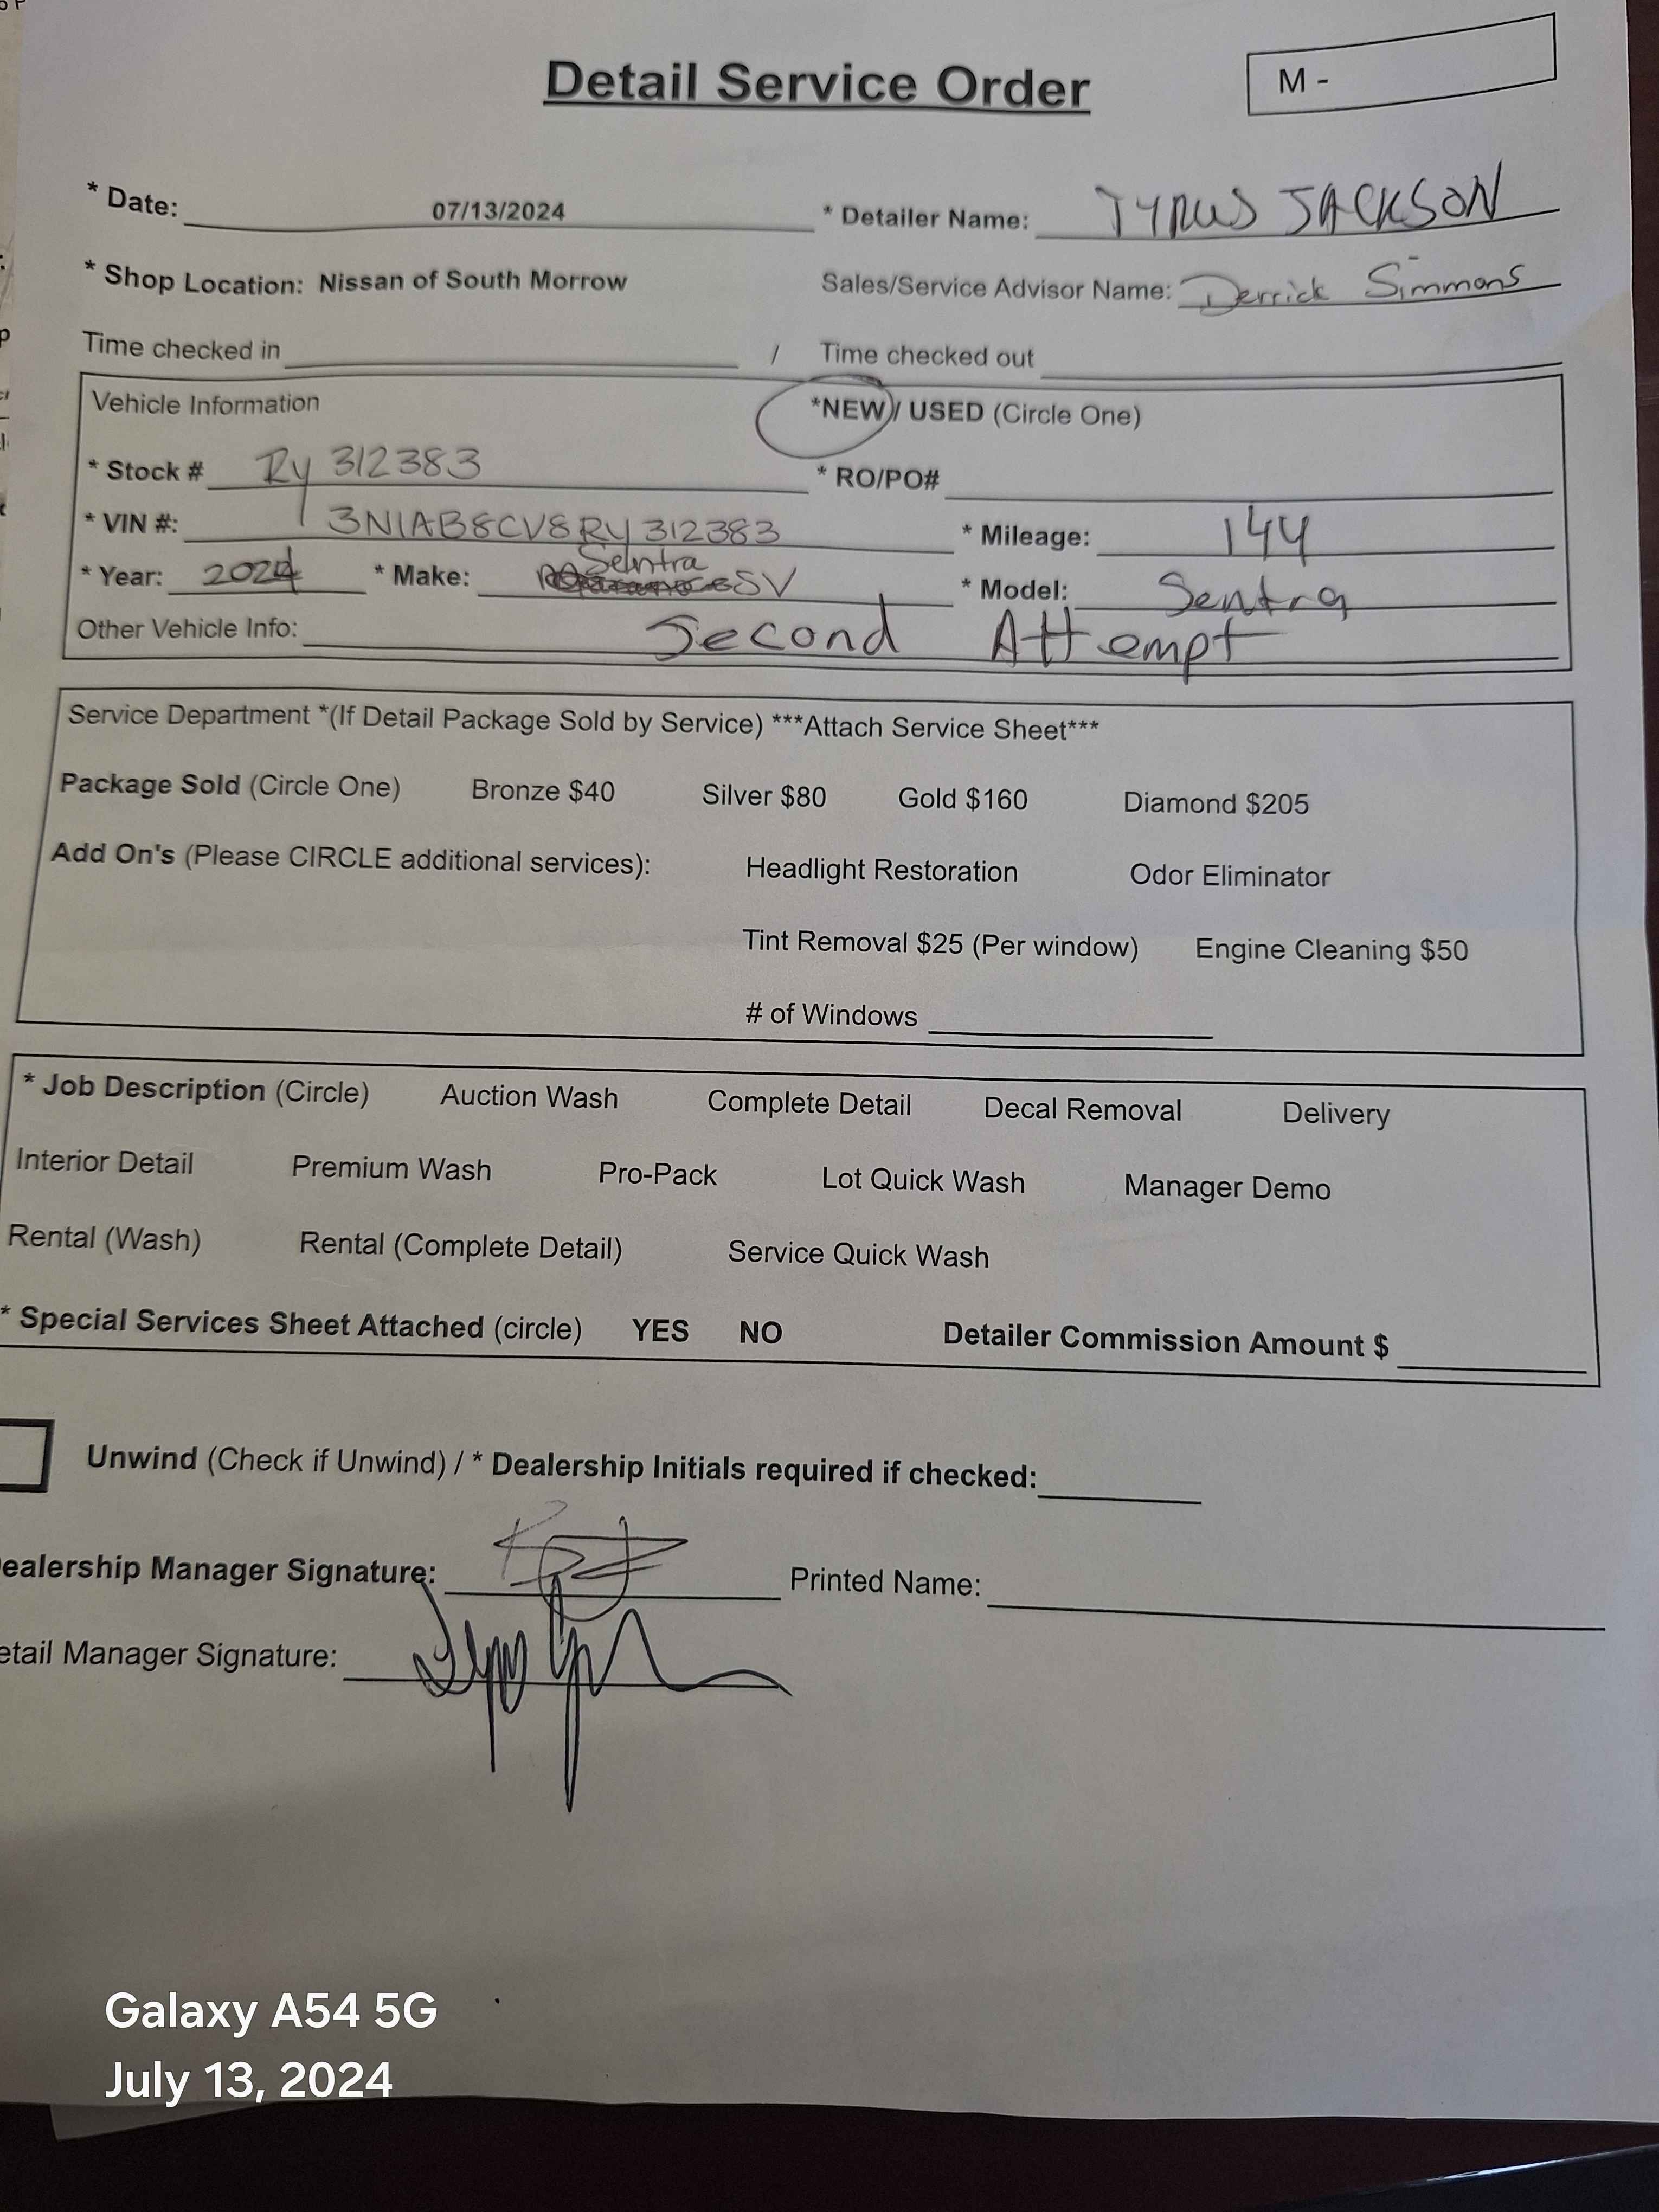 Detail Service Order
M -
* Date: 07/13/2024 * Detailer Name: TYRUS JACKSON
* Shop Location: Nissan of South Morrow Sales/Service Advisor Name: Derrick Simmons
Time checked in / Time checked out
Vehicle Information *NEW / USED (Circle One)
* Stock # Ry 312383 * RO/PO#
* VIN #: 3N1AB8CV8RY312383 * Mileage: 144
* Year: 2024 * Make: Sentra SV * Model: Sentra
Other Vehicle Info: Second Attempt
Service Department *(If Detail Package Sold by Service) ***Attach Service Sheet***
Package Sold (Circle One) Bronze $40 Silver $80 Gold $160 Diamond $205
Add On's (Please CIRCLE additional services): Headlight Restoration Odor Eliminator
Tint Removal $25 (Per window) Engine Cleaning $50
# of Windows
* Job Description (Circle) Auction Wash Complete Detail Decal Removal Delivery
Interior Detail Premium Wash Pro-Pack Lot Quick Wash Manager Demo
Rental (Wash) Rental (Complete Detail) Service Quick Wash
* Special Services Sheet Attached (circle) YES NO Detailer Commission Amount $
Unwind (Check if Unwind) / * Dealership Initials required if checked:
ealership Manager Signature: Printed Name:
etail Manager Signature:
Galaxy A54 5G
July 13, 2024